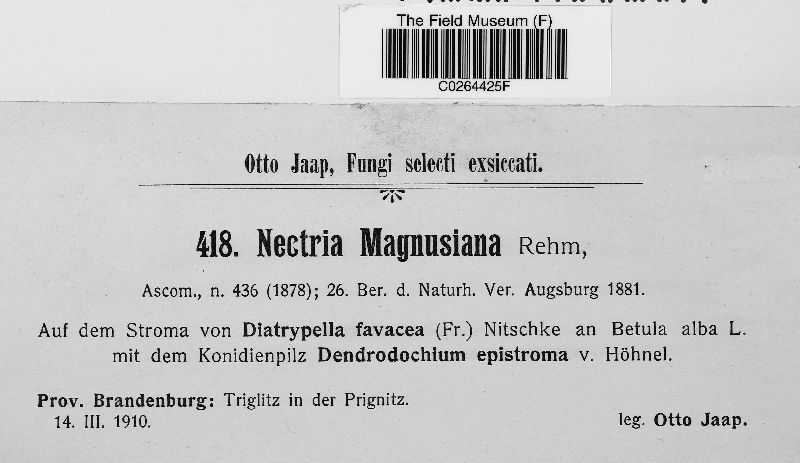 The Field Museum (F)
C0264425F
Otto Jaap, Fungi selecti exsiccati.
418. Nectria Magnusiana Rehm,
Ascom., n. 436 (1878); 26. Ber. d. Naturh. Ver. Augsburg 1881.
Auf dem Stroma von Diatrypella favacea (Fr.) Nitschke an Betula alba L.
mit dem Konidienpilz Dendrodochium epistroma v. Höhnel.
Prov. Brandenburg: Triglitz in der Prignitz.
14. III. 1910.
leg. Otto Jaap.